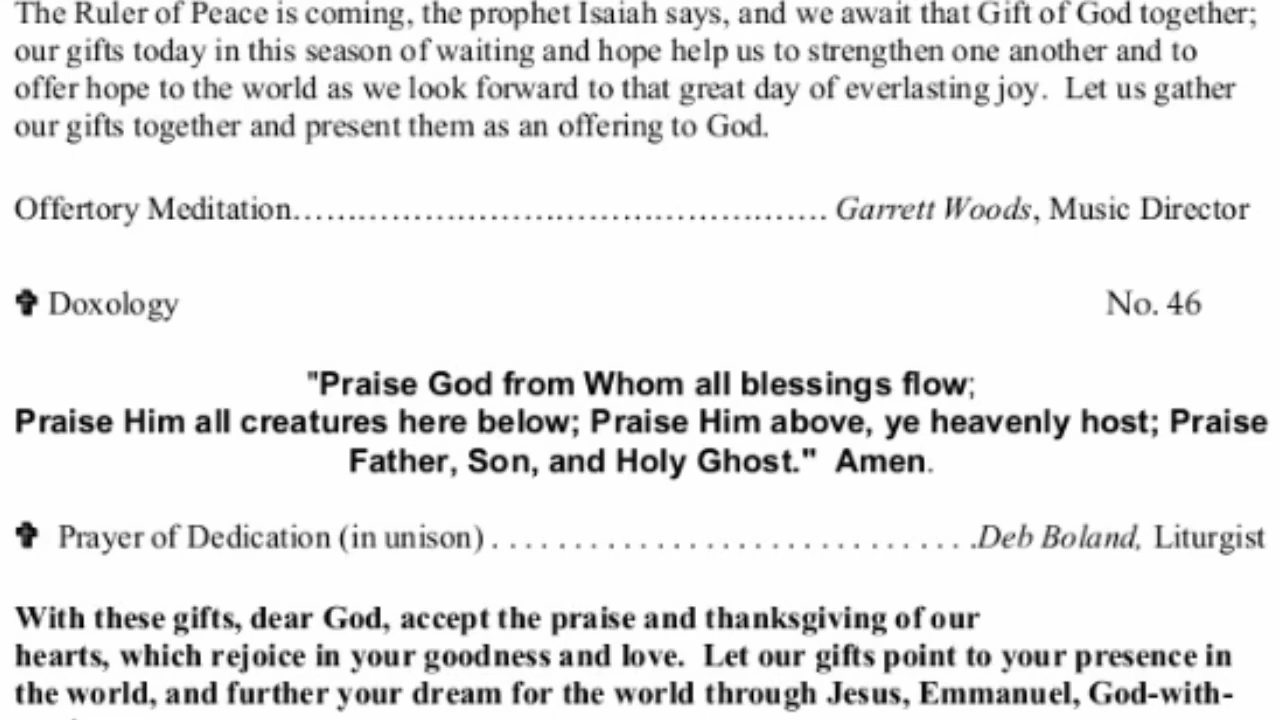 The Ruler of Peace is coming, the prophet Isaiah says, and we await that Gift of God together;
our gifts today in this season of waiting and hope help us to strengthen one another and to
offer hope to the world as we look forward to that great day of everlasting joy.  Let us gather
our gifts together and present them as an offering to God.
Offertory Meditation................................................ Garrett Woods, Music Director
✟ Doxology No. 46
"Praise God from Whom all blessings flow;
Praise Him all creatures here below; Praise Him above, ye heavenly host; Praise
Father, Son, and Holy Ghost."  Amen.
✟ Prayer of Dedication (in unison) . . . . . . . . . . . . . . . . . . . . . . . . . . . . . .Deb Boland, Liturgist
With these gifts, dear God, accept the praise and thanksgiving of our
hearts, which rejoice in your goodness and love.  Let our gifts point to your presence in
the world, and further your dream for the world through Jesus, Emmanuel, God-with-